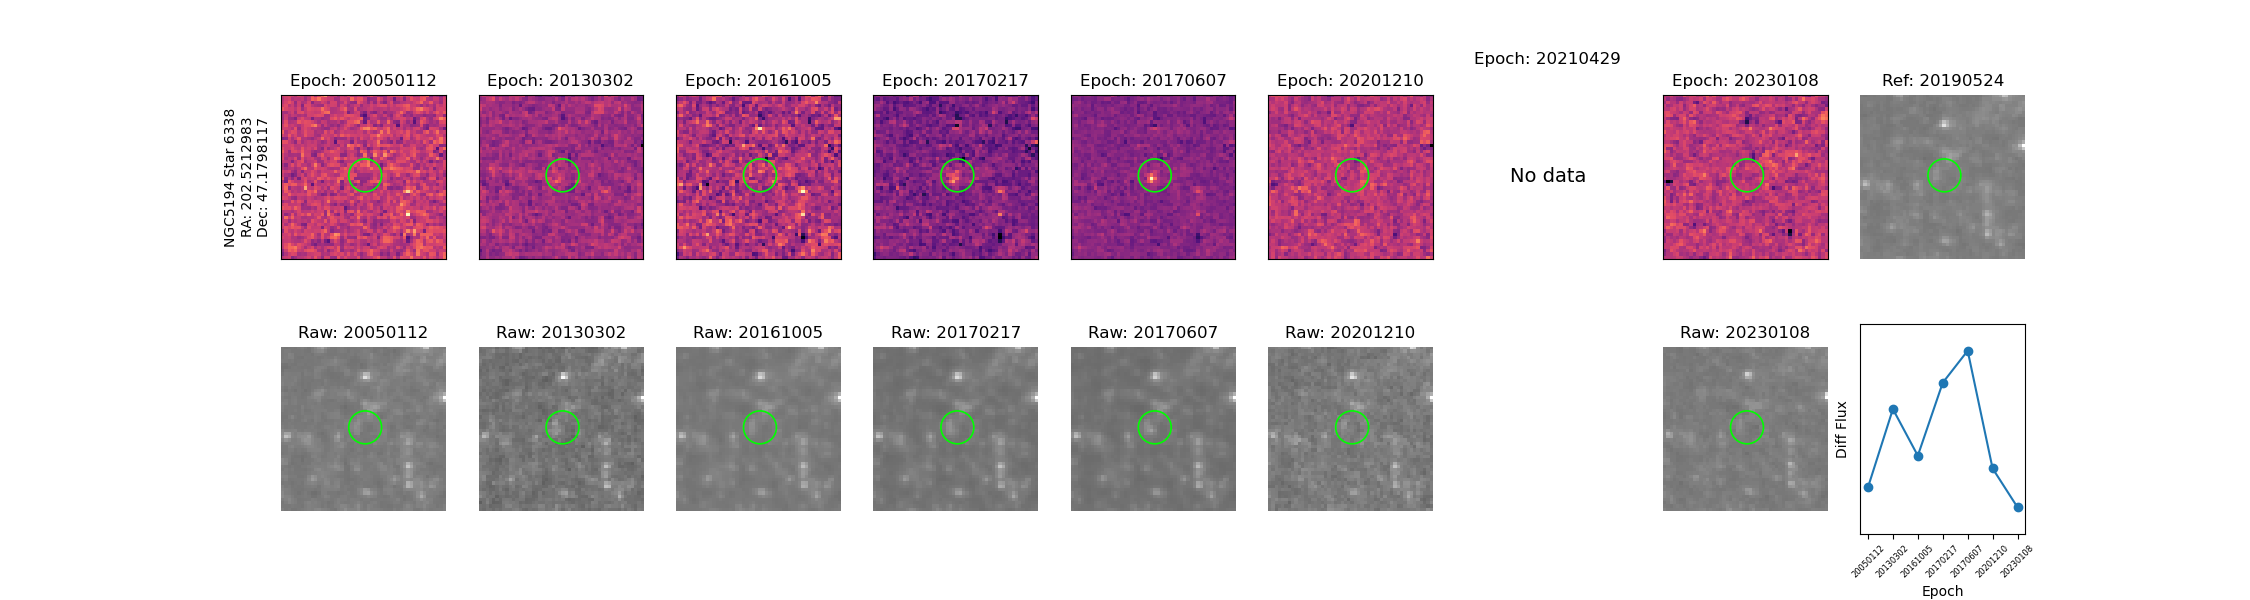 Epoch: 20210429
Epoch: 20050112
Epoch: 20130302
Epoch: 20161005
Epoch: 20170217
Epoch: 20170607
Epoch: 20201210
Epoch: 20230108
Ref: 20190524
NGC5194 Star 6338
RA: 202.5212983
Dec: 47.1798117
No data
Raw: 20050112
Raw: 20130302
Raw: 20161005
Raw: 20170217
Raw: 20170607
Raw: 20201210
Raw: 20230108
Diff Flux
20050112
20130302
20161005
20170217
20170607
20201210
20230108
Epoch